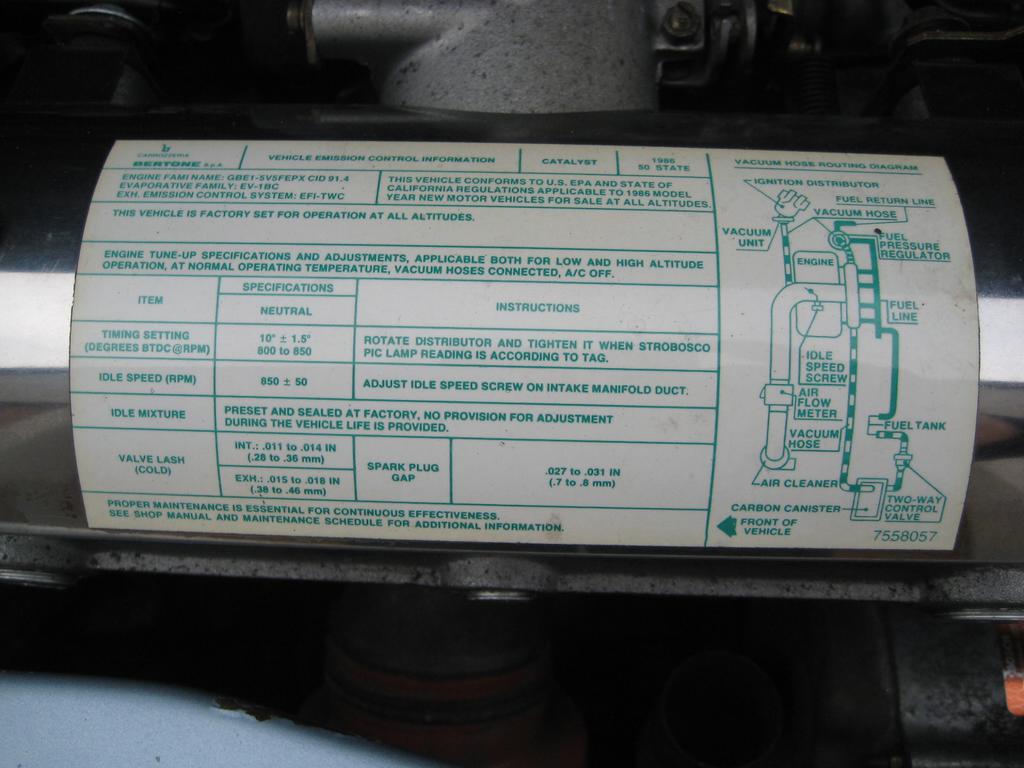 b
CARROZZERIA
BERTONE S.p.A.
VEHICLE EMISSION CONTROL INFORMATION
CATALYST
1986
50 STATE
ENGINE FAMI NAME: GBE1-5V5FEPX CID 91.4
EVAPORATIVE FAMILY: EV-1BC
EXH. EMISSION CONTROL SYSTEM: EFI-TWC
THIS VEHICLE CONFORMS TO U.S. EPA AND STATE OF
CALIFORNIA REGULATIONS APPLICABLE TO 1986 MODEL
YEAR NEW MOTOR VEHICLES FOR SALE AT ALL ALTITUDES.
THIS VEHICLE IS FACTORY SET FOR OPERATION AT ALL ALTITUDES.
ENGINE TUNE-UP SPECIFICATIONS AND ADJUSTMENTS, APPLICABLE BOTH FOR LOW AND HIGH ALTITUDE
OPERATION, AT NORMAL OPERATING TEMPERATURE, VACUUM HOSES CONNECTED, A/C OFF.
ITEM
SPECIFICATIONS
NEUTRAL
INSTRUCTIONS
TIMING SETTING
(DEGREES BTDC @RPM)
10° ± 1.5°
800 to 850
ROTATE DISTRIBUTOR AND TIGHTEN IT WHEN STROBOSCO
PIC LAMP READING IS ACCORDING TO TAG.
IDLE SPEED (RPM)
850 ± 50
ADJUST IDLE SPEED SCREW ON INTAKE MANIFOLD DUCT.
IDLE MIXTURE
PRESET AND SEALED AT FACTORY, NO PROVISION FOR ADJUSTMENT
DURING THE VEHICLE LIFE IS PROVIDED.
VALVE LASH
(COLD)
INT.: .011 to .014 IN
(.28 to .36 mm)
EXH.: .015 to .018 IN
(.38 to .46 mm)
SPARK PLUG
GAP
.027 to .031 IN
(.7 to .8 mm)
PROPER MAINTENANCE IS ESSENTIAL FOR CONTINUOUS EFFECTIVENESS.
SEE SHOP MANUAL AND MAINTENANCE SCHEDULE FOR ADDITIONAL INFORMATION.
VACUUM HOSE ROUTING DIAGRAM
IGNITION DISTRIBUTOR
FUEL RETURN LINE
VACUUM HOSE
VACUUM
UNIT
FUEL
PRESSURE
REGULATOR
ENGINE
FUEL
LINE
IDLE
SPEED
SCREW
AIR
FLOW
METER
VACUUM
HOSE
FUEL TANK
AIR CLEANER
CARBON CANISTER
TWO-WAY
CONTROL
VALVE
FRONT OF
VEHICLE
7558057